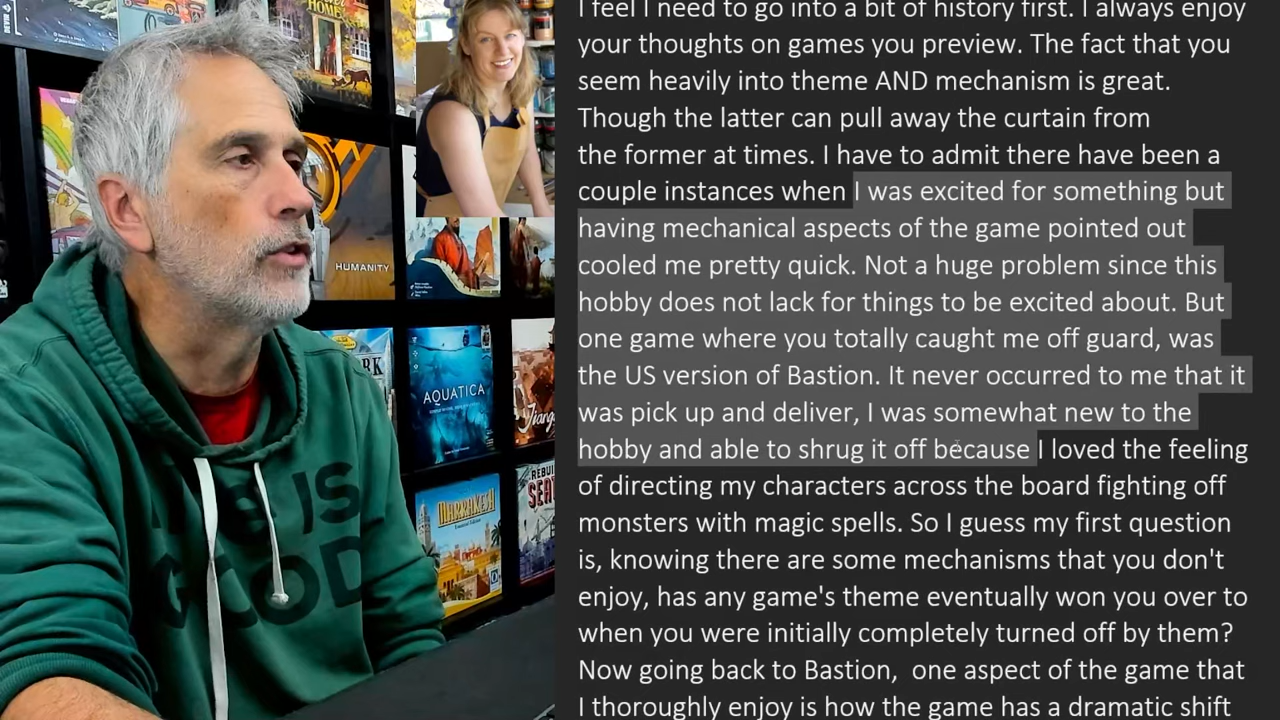 I feel I need to go into a bit of history first. I always enjoy
your thoughts on games you preview. The fact that you
seem heavily into theme AND mechanism is great.
Though the latter can pull away the curtain from
the former at times. I have to admit there have been a
couple instances when I was excited for something but
having mechanical aspects of the game pointed out
cooled me pretty quick. Not a huge problem since this
hobby does not lack for things to be excited about. But
one game where you totally caught me off guard, was
the US version of Bastion. It never occurred to me that it
was pick up and deliver, I was somewhat new to the
hobby and able to shrug it off because I loved the feeling
of directing my characters across the board fighting off
monsters with magic spells. So I guess my first question
is, knowing there are some mechanisms that you don't
enjoy, has any game's theme eventually won you over to
when you were initially completely turned off by them?
Now going back to Bastion,  one aspect of the game that
I thoroughly enjoy is how the game has a dramatic shift
HOME
HUMANITY
AQUATICA
MARRAKESH
THIS IS
GOOD